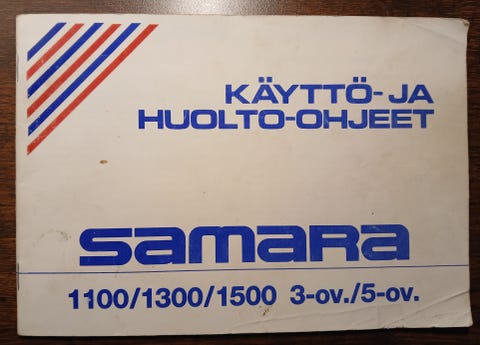 KÄYTTÖ-JA
HUOLTO-OHJEET
samara
1100/1300/1500 3-ov./5-ov.